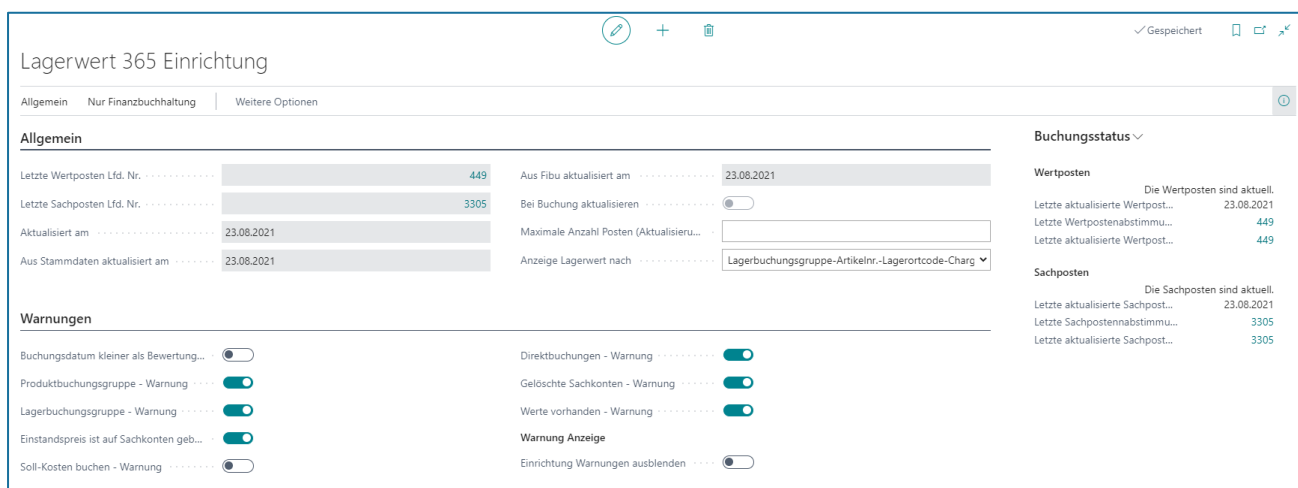 Gespeichert
Lagerwert 365 Einrichtung
Allgemein Nur Finanzbuchhaltung Weitere Optionen
Allgemein
Letzte Wertposten Lfd. Nr. 449
Letzte Sachposten Lfd. Nr. 3305
Aktualisiert am 23.08.2021
Aus Stammdaten aktualisiert am 23.08.2021
Aus Fibu aktualisiert am 23.08.2021
Bei Buchung aktualisieren
Maximale Anzahl Posten (Aktualisieru...
Anzeige Lagerwert nach Lagerbuchungsgruppe-Artikelnr.-Lagerortcode-Charg
Warnungen
Buchungsdatum kleiner als Bewertung...
Produktbuchungsgruppe - Warnung
Lagerbuchungsgruppe - Warnung
Einstandspreis ist auf Sachkonten geb...
Soll-Kosten buchen - Warnung
Direktbuchungen - Warnung
Gelöschte Sachkonten - Warnung
Werte vorhanden - Warnung
Warnung Anzeige
Einrichtung Warnungen ausblenden
Buchungsstatus
Wertposten
Die Wertposten sind aktuell.
Letzte aktualisierte Wertpost... 23.08.2021
Letzte Wertpostenabstimmu... 449
Letzte aktualisierte Wertpost... 449
Sachposten
Die Sachposten sind aktuell.
Letzte aktualisierte Sachpost... 23.08.2021
Letzte Sachpostennabstimmu... 3305
Letzte aktualisierte Sachpost... 3305